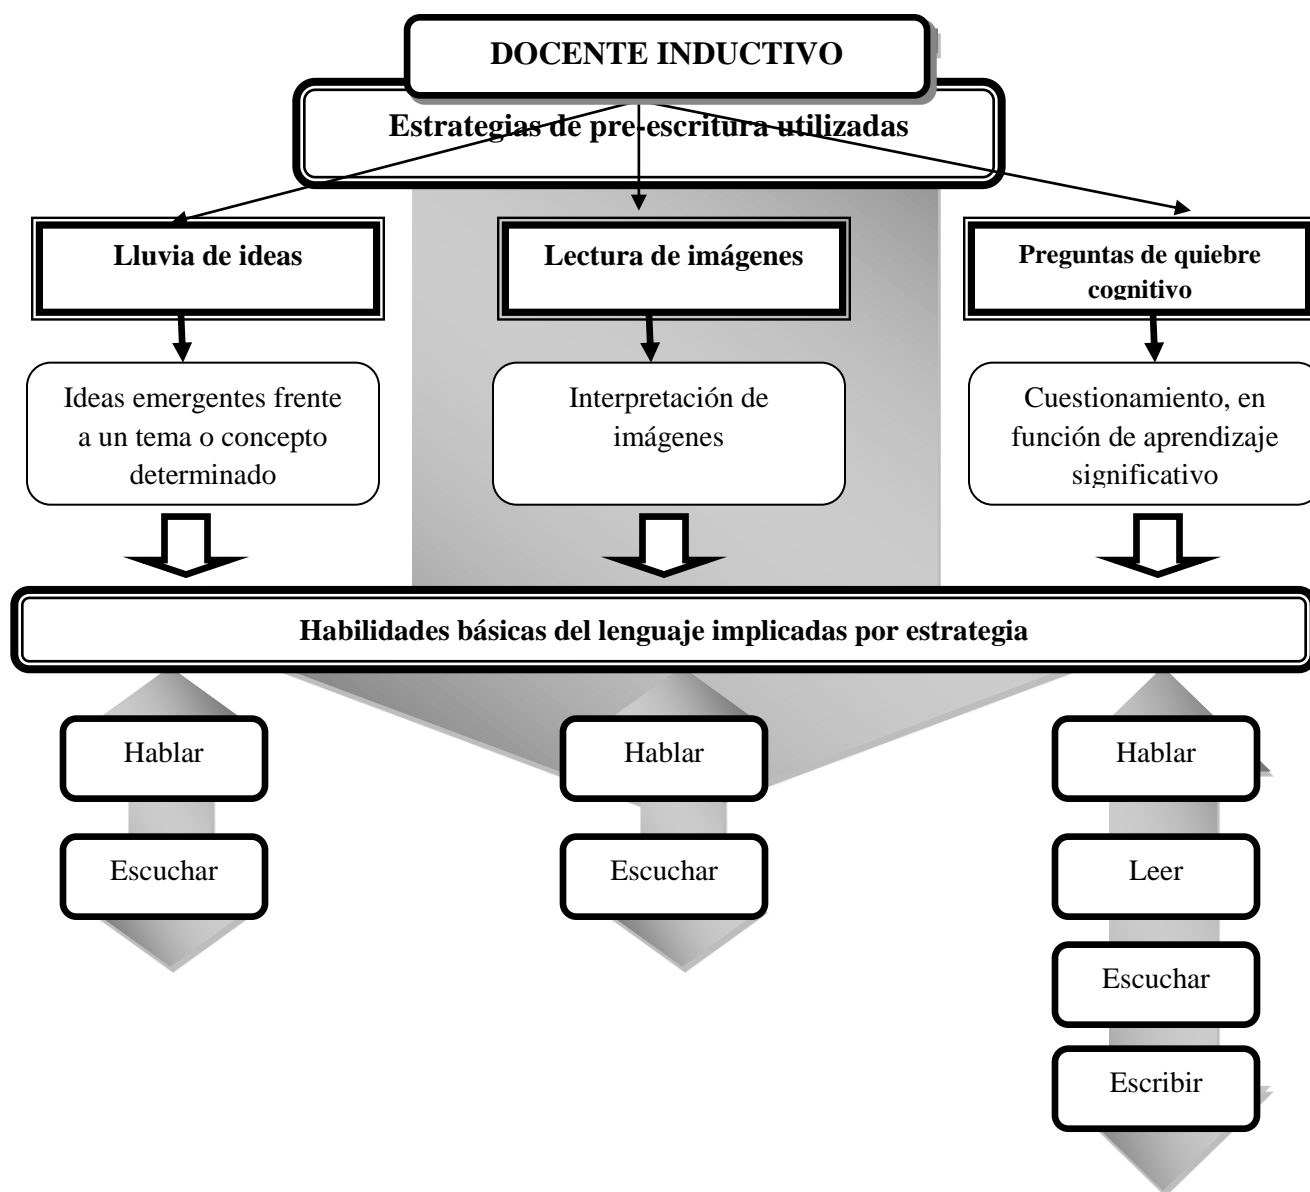 DOCENTE INDUCTIVO
Estrategias de pre-escritura utilizadas
Lluvia de ideas
Lectura de imágenes
Preguntas de quiebre
cognitivo
Ideas emergentes frente
a un tema o concepto
determinado
Interpretación de
imágenes
Cuestionamiento, en
función de aprendizaje
significativo
Habilidades básicas del lenguaje implicadas por estrategia
Hablar
Escuchar
Hablar
Escuchar
Hablar
Leer
Escuchar
Escribir